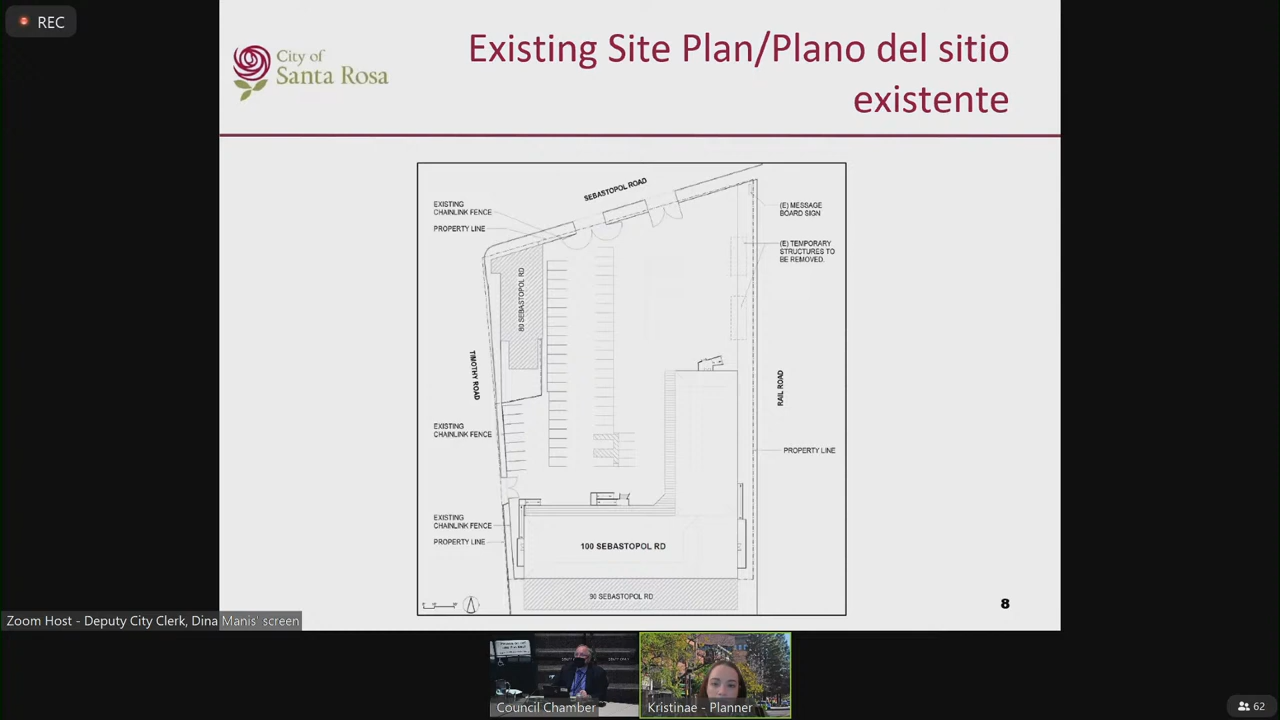 REC
City of
Santa Rosa
Existing Site Plan/Plano del sitio
existente
SEBASTOPOL ROAD
EXISTING
CHAINLINK FENCE
PROPERTY LINE
(E) MESSAGE
BOARD SIGN
(E) TEMPORARY
STRUCTURES TO
BE REMOVED.
80 SEBASTOPOL RD
TIMOTHY ROAD
RAIL ROAD
EXISTING
CHAINLINK FENCE
PROPERTY LINE
EXISTING
CHAINLINK FENCE
PROPERTY LINE
100 SEBASTOPOL RD
90 SEBASTOPOL RD
8
Zoom Host - Deputy City Clerk, Dina Manis' screen
Council Chamber
Kristinae - Planner
62